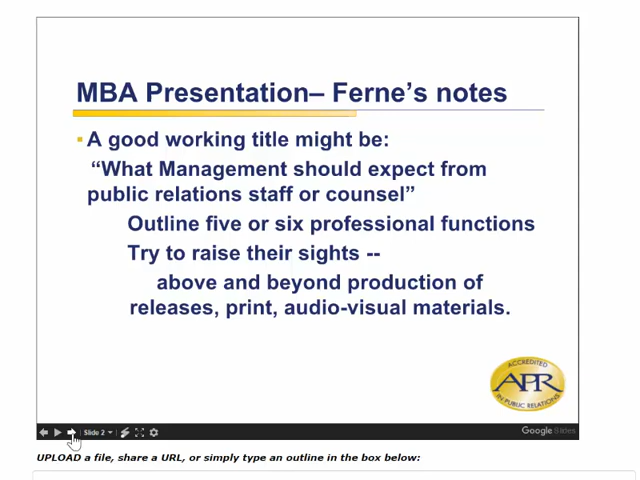 MBA Presentation– Ferne’s notes
A good working title might be:
“What Management should expect from
public relations staff or counsel”
Outline five or six professional functions
Try to raise their sights --
above and beyond production of
releases, print, audio-visual materials.
ACCREDITED
APR
IN PUBLIC RELATIONS
Slide 2
Google Slides
UPLOAD a file, share a URL, or simply type an outline in the box below: